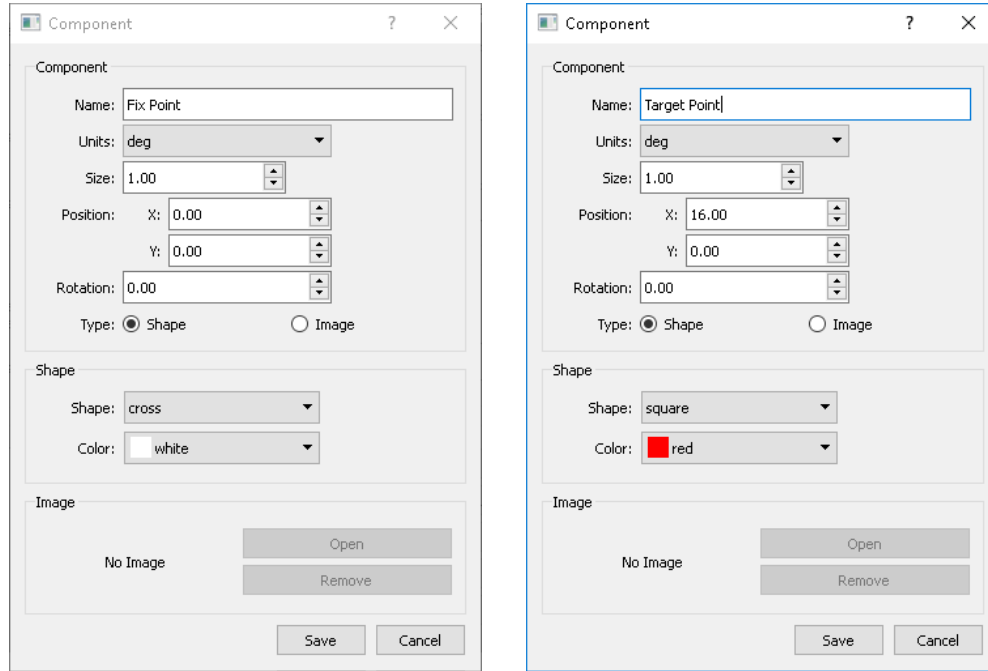 Component ?
Component
Name: Fix Point
Units: deg
Size: 1.00
Position: X: 0.00
Y: 0.00
Rotation: 0.00
Type: Shape Image
Shape
Shape: cross
Color: white
Image
No Image
Open
Remove
Save Cancel
Component ?
Component
Name: Target Point
Units: deg
Size: 1.00
Position: X: 16.00
Y: 0.00
Rotation: 0.00
Type: Shape Image
Shape
Shape: square
Color: red
Image
No Image
Open
Remove
Save Cancel